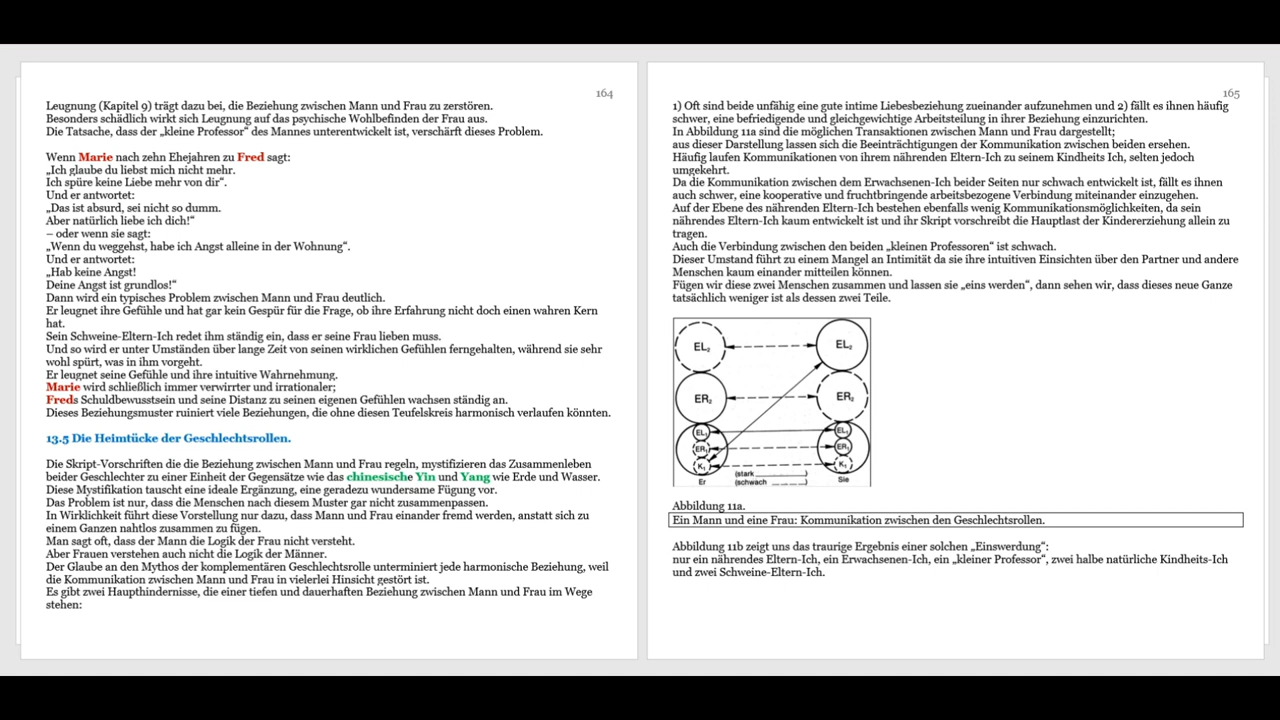 164
Leugnung (Kapitel 9) trägt dazu bei, die Beziehung zwischen Mann und Frau zu zerstören.
Besonders schädlich wirkt sich Leugnung auf das psychische Wohlbefinden der Frau aus.
Die Tatsache, dass der „kleine Professor“ des Mannes unterentwickelt ist, verschärft dieses Problem.
Wenn Marie nach zehn Ehejahren zu Fred sagt:
„Ich glaube du liebst mich nicht mehr.
Ich spüre keine Liebe mehr von dir“.
Und er antwortet:
„Das ist absurd, sei nicht so dumm.
Aber natürlich liebe ich dich!“
– oder wenn sie sagt:
„Wenn du weggehst, habe ich Angst alleine in der Wohnung“.
Und er antwortet:
„Hab keine Angst!
Deine Angst ist grundlos!“
Dann wird ein typisches Problem zwischen Mann und Frau deutlich.
Er leugnet ihre Gefühle und hat gar kein Gespür für die Frage, ob ihre Erfahrung nicht doch einen wahren Kern
hat.
Sein Schweine-Eltern-Ich redet ihm ständig ein, dass er seine Frau lieben muss.
Und so wird er unter Umständen über lange Zeit von seinen wirklichen Gefühlen ferngehalten, während sie sehr
wohl spürt, was in ihm vorgeht.
Er leugnet seine Gefühle und ihre intuitive Wahrnehmung.
Marie wird schließlich immer verwirrter und irrationaler;
Freds Schuldbewusstsein und seine Distanz zu seinen eigenen Gefühlen wachsen ständig an.
Dieses Beziehungsmuster ruiniert viele Beziehungen, die ohne diesen Teufelskreis harmonisch verlaufen könnten.
13.5 Die Heimtücke der Geschlechtsrollen.
Die Skript-Vorschriften die die Beziehung zwischen Mann und Frau regeln, mystifizieren das Zusammenleben
beider Geschlechter zu einer Einheit der Gegensätze wie das chinesische Yin und Yang wie Erde und Wasser.
Diese Mystifikation tauscht eine ideale Ergänzung, eine geradezu wundersame Fügung vor.
Das Problem ist nur, dass die Menschen nach diesem Muster gar nicht zusammenpassen.
In Wirklichkeit führt diese Vorstellung nur dazu, dass Mann und Frau einander fremd werden, anstatt sich zu
einem Ganzen nahtlos zusammen zu fügen.
Man sagt oft, dass der Mann die Logik der Frau nicht versteht.
Aber Frauen verstehen auch nicht die Logik der Männer.
Der Glaube an den Mythos der komplementären Geschlechtsrolle unterminiert jede harmonische Beziehung, weil
die Kommunikation zwischen Mann und Frau in vielerlei Hinsicht gestört ist.
Es gibt zwei Haupthindernisse, die einer tiefen und dauerhaften Beziehung zwischen Mann und Frau im Wege
stehen:
165
1) Oft sind beide unfähig eine gute intime Liebesbeziehung zueinander aufzunehmen und 2) fällt es ihnen häufig
schwer, eine befriedigende und gleichgewichtige Arbeitsteilung in ihrer Beziehung einzurichten.
In Abbildung 11a sind die möglichen Transaktionen zwischen Mann und Frau dargestellt;
aus dieser Darstellung lassen sich die Beeinträchtigungen der Kommunikation zwischen beiden ersehen.
Häufig laufen Kommunikationen von ihrem nährenden Eltern-Ich zu seinem Kindheits Ich, selten jedoch
umgekehrt.
Da die Kommunikation zwischen dem Erwachsenen-Ich beider Seiten nur schwach entwickelt ist, fällt es ihnen
auch schwer, eine kooperative und fruchtbringende arbeitsbezogene Verbindung miteinander einzugehen.
Auf der Ebene des nährenden Eltern-Ich bestehen ebenfalls wenig Kommunikationsmöglichkeiten, da sein
nährendes Eltern-Ich kaum entwickelt ist und ihr Skript vorschreibt die Hauptlast der Kindererziehung allein zu
tragen.
Auch die Verbindung zwischen den beiden „kleinen Professoren“ ist schwach.
Dieser Umstand führt zu einem Mangel an Intimität da sie ihre intuitiven Einsichten über den Partner und andere
Menschen kaum einander mitteilen können.
Fügen wir diese zwei Menschen zusammen und lassen sie „eins werden“, dann sehen wir, dass dieses neue Ganze
tatsächlich weniger ist als dessen zwei Teile.
EL₂ EL₂
ER₂ ER₂
EL₁ EL₁
ER₁ ER₁
K₁ K₁
(stark ________)
(schwach ________)
Er Sie
Abbildung 11a.
Ein Mann und eine Frau: Kommunikation zwischen den Geschlechtsrollen.
Abbildung 11b zeigt uns das traurige Ergebnis einer solchen „Einswerdung“:
nur ein nährendes Eltern-Ich, ein Erwachsenen-Ich, ein „kleiner Professor“, zwei halbe natürliche Kindheits-Ich
und zwei Schweine-Eltern-Ich.